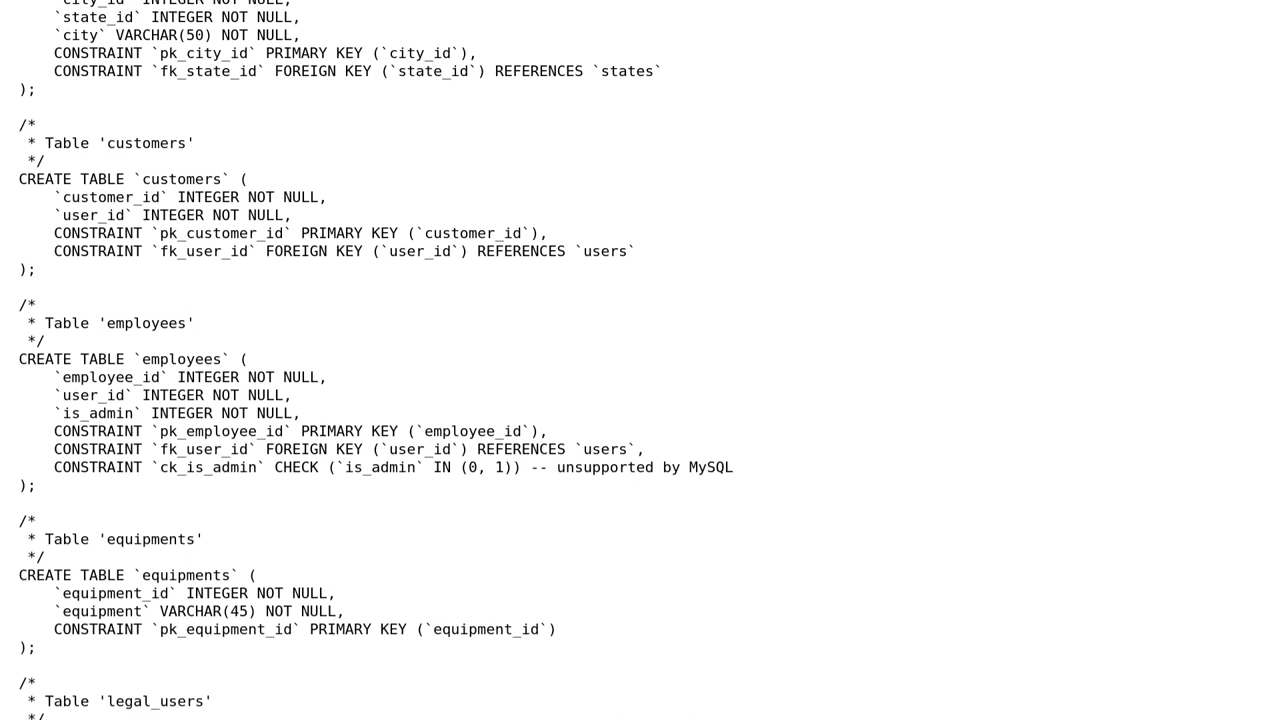 `city_id` INTEGER NOT NULL,
`state_id` INTEGER NOT NULL,
`city` VARCHAR(50) NOT NULL,
CONSTRAINT `pk_city_id` PRIMARY KEY (`city_id`),
CONSTRAINT `fk_state_id` FOREIGN KEY (`state_id`) REFERENCES `states`
);
/*
* Table 'customers'
*/
CREATE TABLE `customers` (
`customer_id` INTEGER NOT NULL,
`user_id` INTEGER NOT NULL,
CONSTRAINT `pk_customer_id` PRIMARY KEY (`customer_id`),
CONSTRAINT `fk_user_id` FOREIGN KEY (`user_id`) REFERENCES `users`
);
/*
* Table 'employees'
*/
CREATE TABLE `employees` (
`employee_id` INTEGER NOT NULL,
`user_id` INTEGER NOT NULL,
`is_admin` INTEGER NOT NULL,
CONSTRAINT `pk_employee_id` PRIMARY KEY (`employee_id`),
CONSTRAINT `fk_user_id` FOREIGN KEY (`user_id`) REFERENCES `users`,
CONSTRAINT `ck_is_admin` CHECK (`is_admin` IN (0, 1)) -- unsupported by MySQL
);
/*
* Table 'equipments'
*/
CREATE TABLE `equipments` (
`equipment_id` INTEGER NOT NULL,
`equipment` VARCHAR(45) NOT NULL,
CONSTRAINT `pk_equipment_id` PRIMARY KEY (`equipment_id`)
);
/*
* Table 'legal_users'
*/